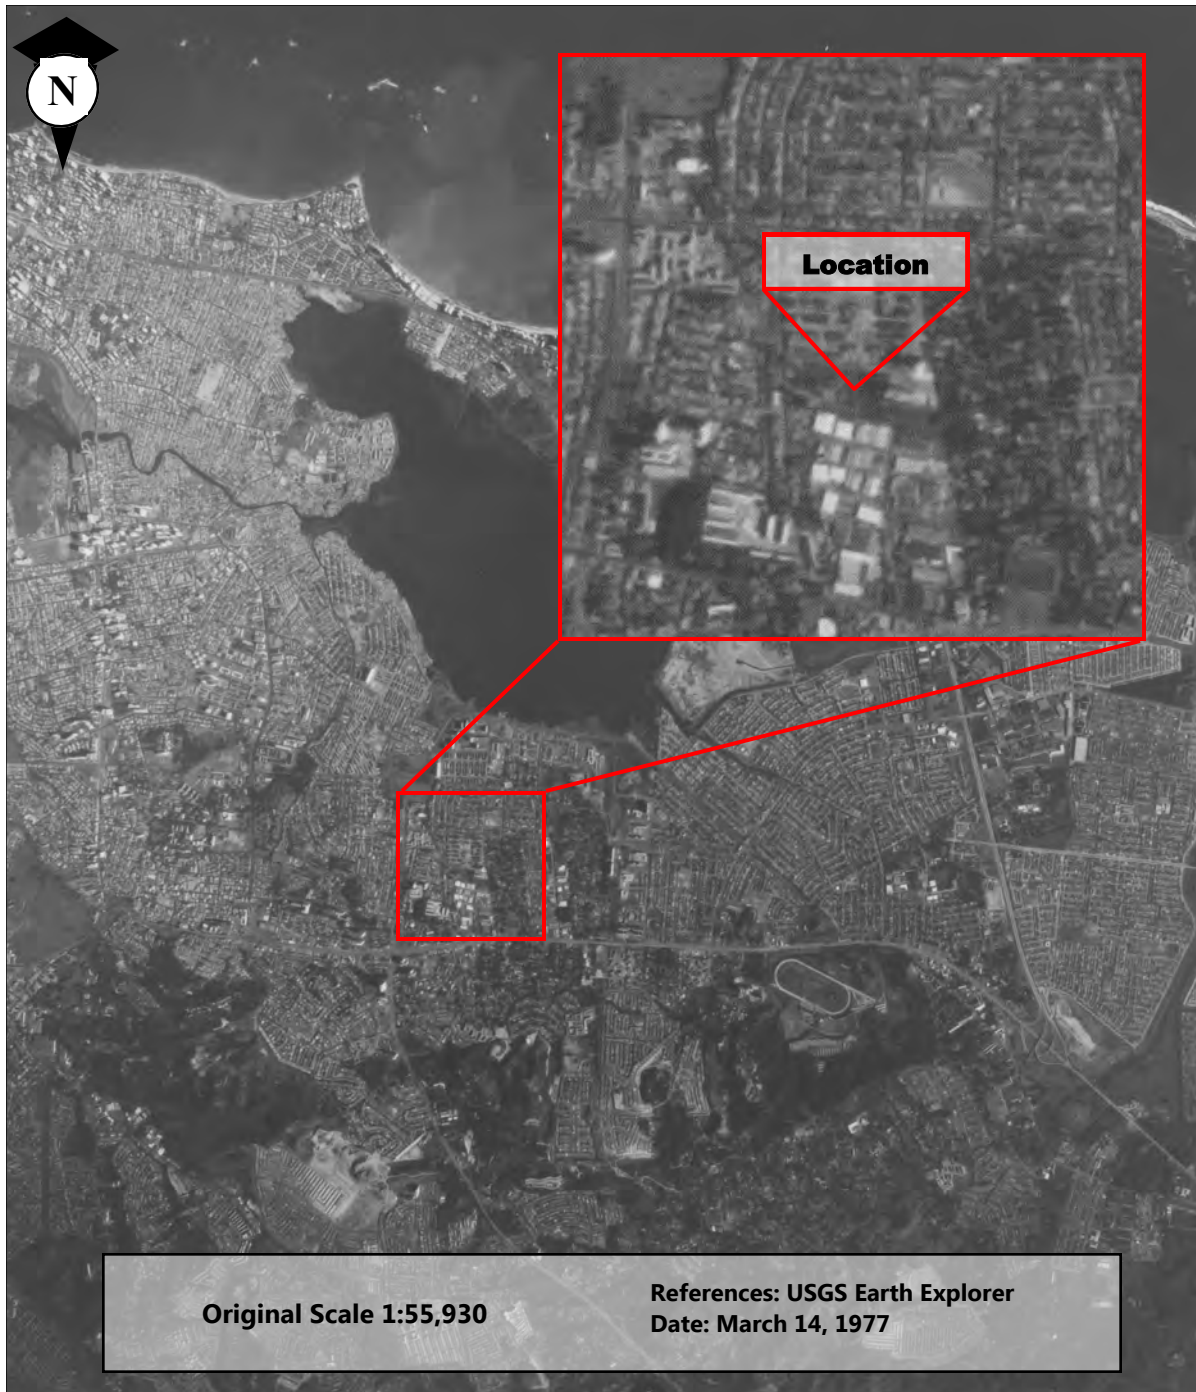 N
Location
Original Scale 1:55,930
References: USGS Earth Explorer
Date: March 14, 1977